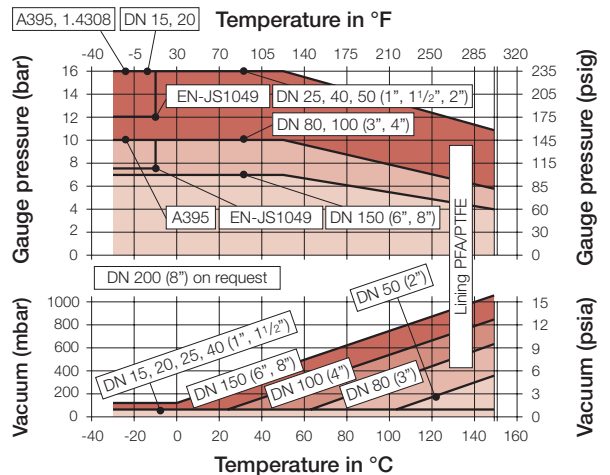 A395, 1.4308 DN 15, 20 Temperature in °F
-40 -5 30 70 105 140 180 210 250 285 320
Gauge pressure (bar)
16
14
12
10
8
6
4
2
0
EN-JS1049 DN 25, 40, 50 (1”, 1¹/₂”, 2”)
DN 80, 100 (3”, 4”)
A395 EN-JS1049 DN 150 (6”, 8”)
235
205
175
145
115
85
60
30
0
Gauge pressure (psig)
Lining PFA/PTFE
DN 200 (8”) on request
Vacuum (mbar)
1000
800
600
400
200
0
DN 15, 20, 25, 40 (1”, 1¹/₂”)
DN 150 (6”, 8”)
DN 100 (4”)
DN 80 (3”)
DN 50 (2”)
15
12
9
6
3
0
Vacuum (psia)
-40 -20 0 20 40 60 80 100 120 140 160
Temperature in °C